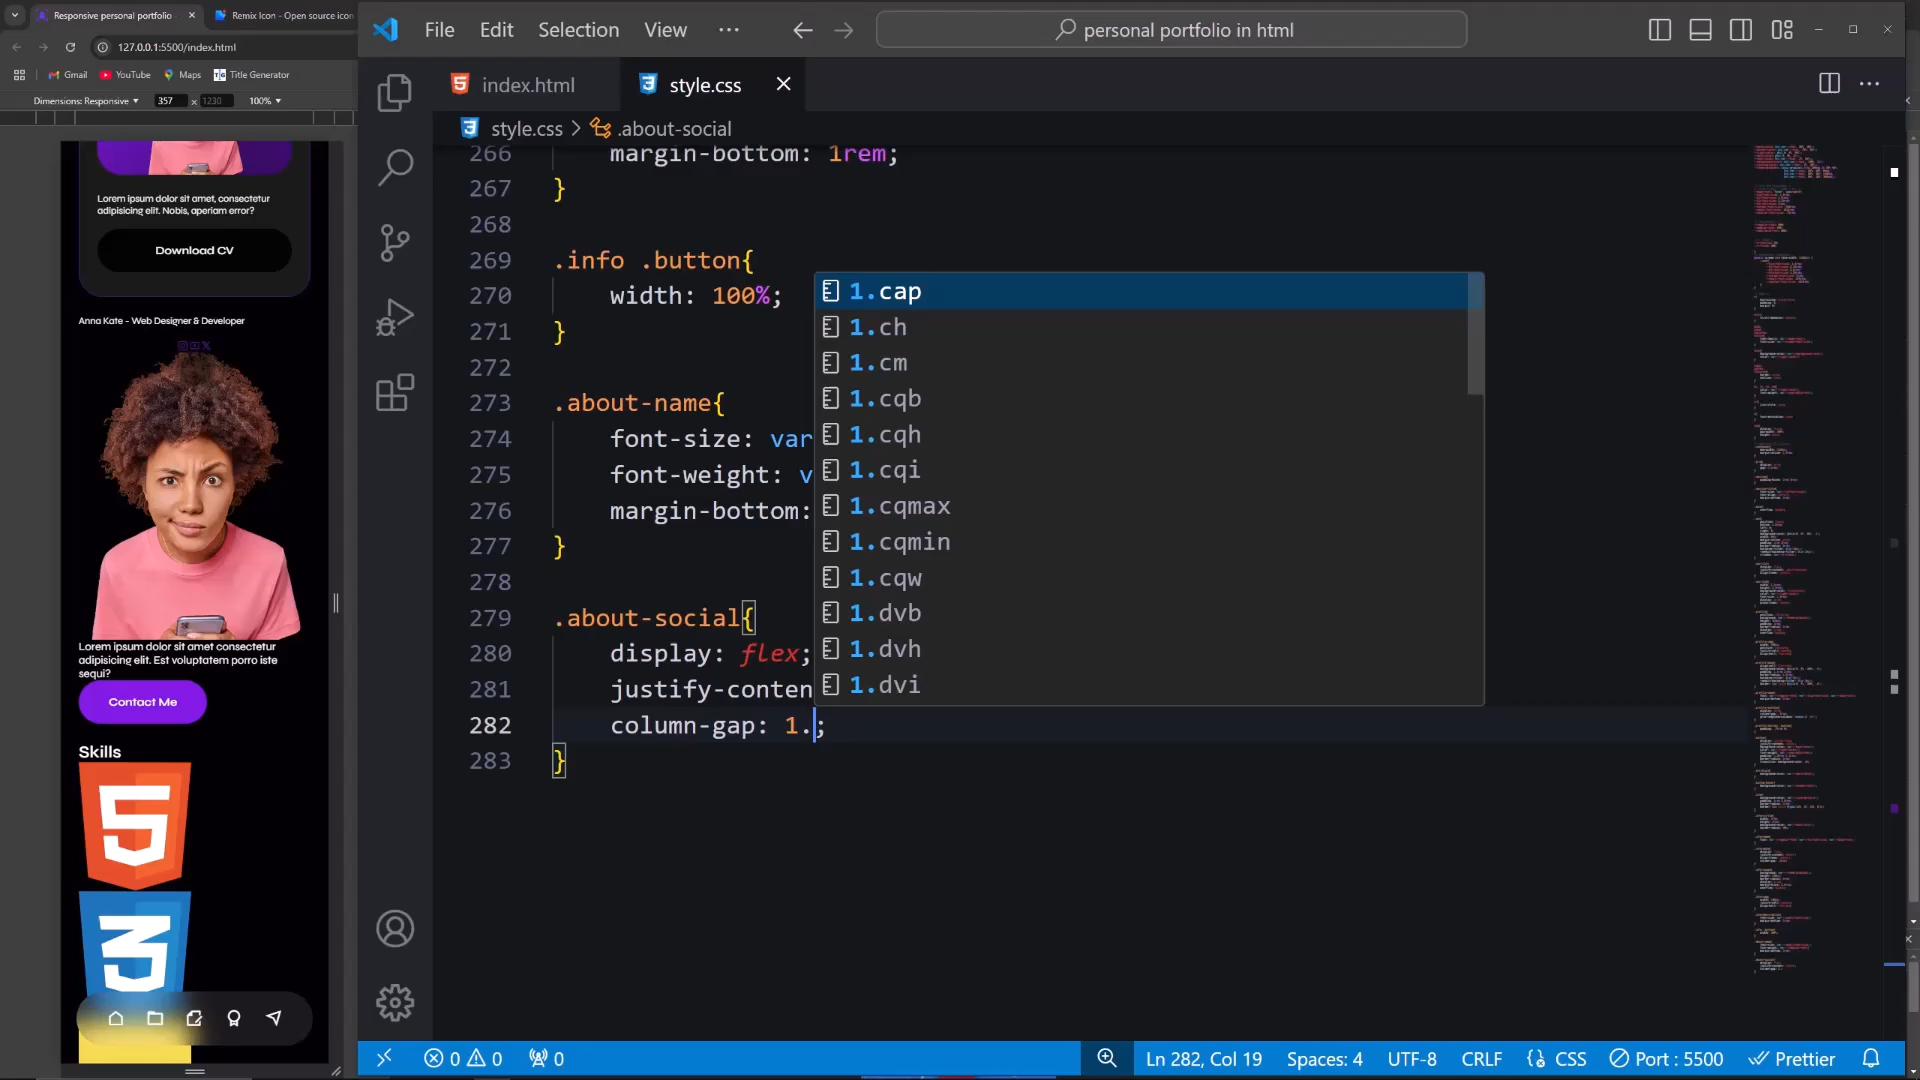 Responsive personal portfolio
Remix Icon - Open source icon
127.0.0.1:5500/index.html
Gmail YouTube Maps Title Generator
Dimensions: Responsive 357 x 1230 100%
Lorem ipsum dolor sit amet, consectetur
adipisicing elit. Nobis, aperiam error?
Download CV
Anna Kate - Web Designer & Developer
Lorem ipsum dolor sit amet consectetur
adipisicing elit. Est voluptatem porro iste
sequi?
Contact Me
Skills
File Edit Selection View ...
personal portfolio in html
index.html
style.css
style.css > .about-social
266 margin-bottom: 1rem;
267 }
268
269 .info .button{
270 width: 100%;
271 }
272
273 .about-name{
274 font-size: var
275 font-weight: v
276 margin-bottom:
277 }
278
279 .about-social{
280 display: flex;
281 justify-conten
282 column-gap: 1.;
283 }
1.cap
1.ch
1.cm
1.cqb
1.cqh
1.cqi
1.cqmax
1.cqmin
1.cqw
1.dvb
1.dvh
1.dvi
0 0 0
Ln 282, Col 19 Spaces: 4 UTF-8 CRLF CSS Port : 5500 Prettier